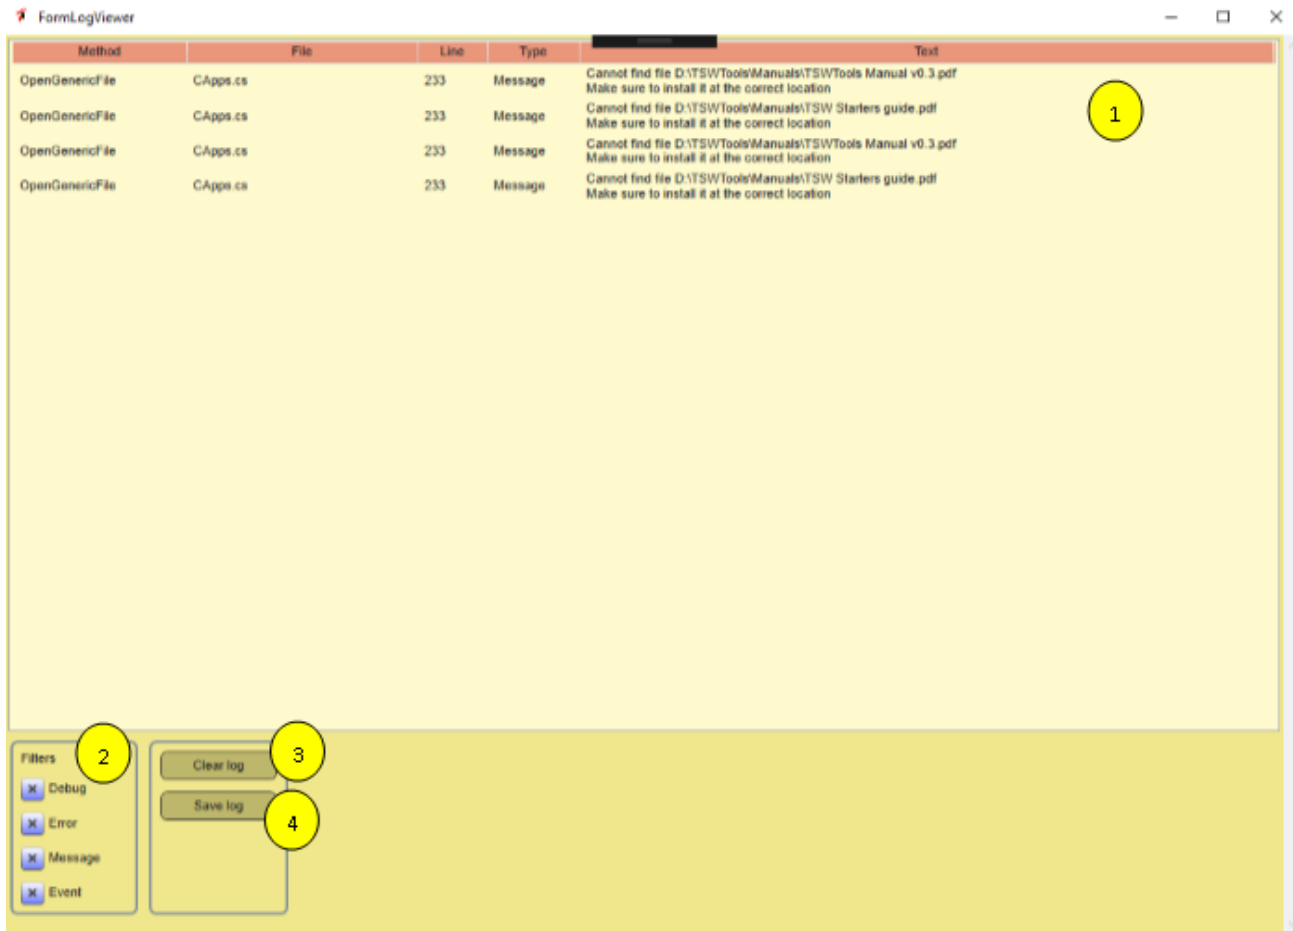 FormLogViewer
Method File Line Type Text
OpenGenericFile CApps.cs 233 Message Cannot find file D:\TSWTools\Manuals\TSWTools Manual v0.3.pdf
Make sure to install it at the correct location
1
OpenGenericFile CApps.cs 233 Message Cannot find file D:\TSWTools\Manuals\TSW Starters guide.pdf
Make sure to install it at the correct location
OpenGenericFile CApps.cs 233 Message Cannot find file D:\TSWTools\Manuals\TSWTools Manual v0.3.pdf
Make sure to install it at the correct location
OpenGenericFile CApps.cs 233 Message Cannot find file D:\TSWTools\Manuals\TSW Starters guide.pdf
Make sure to install it at the correct location
Filters 2
Debug
Error
Message
Event
Clear log 3
Save log 4